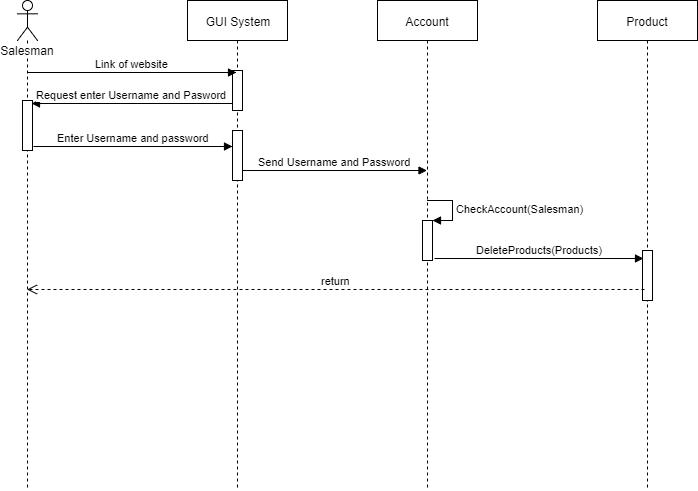 GUI System
Account
Product
Salesman
Link of website
Request enter Username and Pasword
Enter Username and password
Send Username and Password
CheckAccount(Salesman)
DeleteProducts(Products)
return